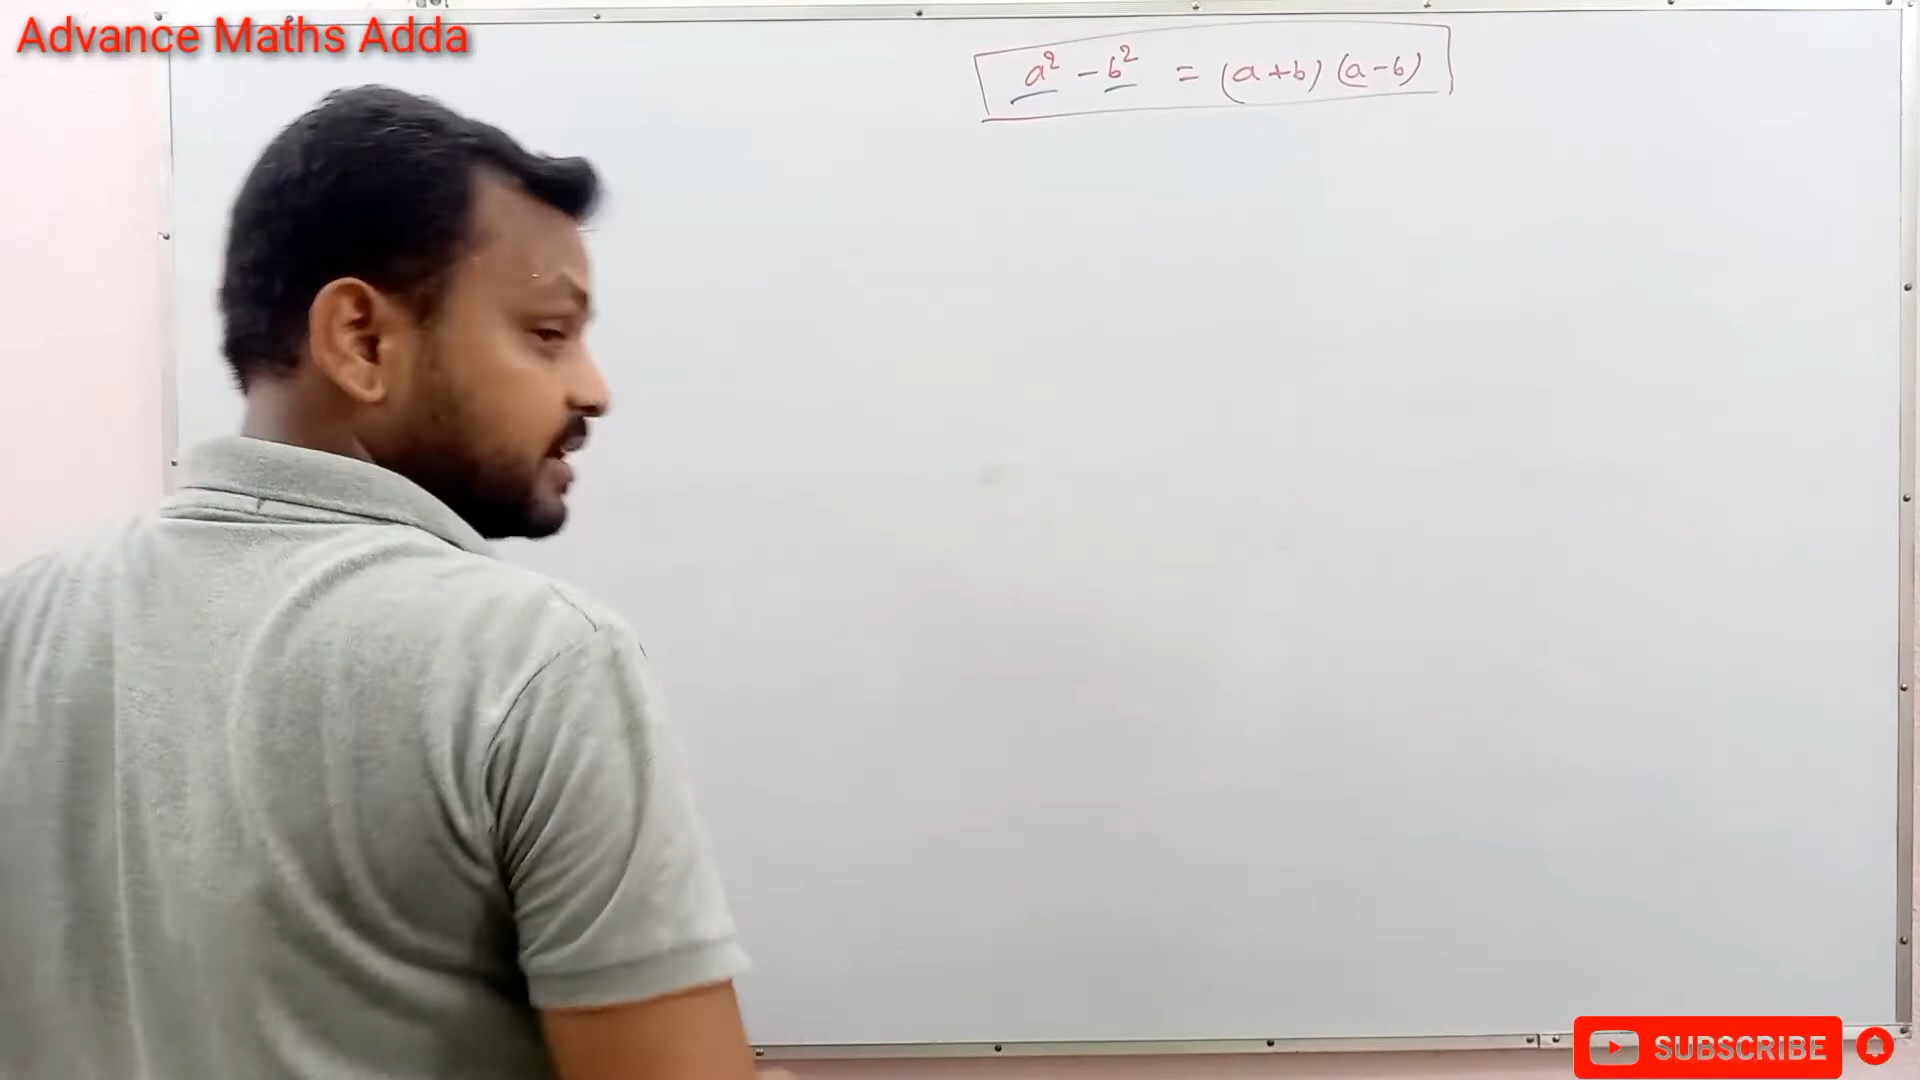 Advance Maths Adda
a² - b² = (a+b) (a-b)
SUBSCRIBE